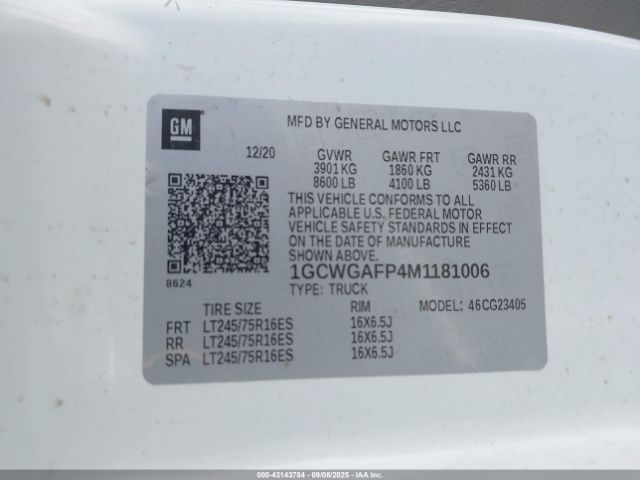 GM
MFD BY GENERAL MOTORS LLC
12/20 GVWR GAWR FRT GAWR RR
3901 KG 1860 KG 2431 KG
8600 LB 4100 LB 5360 LB
THIS VEHICLE CONFORMS TO ALL
APPLICABLE U.S. FEDERAL MOTOR
VEHICLE SAFETY STANDARDS IN EFFECT
ON THE DATE OF MANUFACTURE
SHOWN ABOVE.
8624
1GCWGAFP4M1181006
TYPE: TRUCK
TIRE SIZE RIM MODEL: 46CG23405
FRT LT245/75R16ES 16X6.5J
RR LT245/75R16ES 16X6.5J
SPA LT245/75R16ES 16X6.5J
000-43143784 - 09/08/2025 - COPYRIGHT IAA, LLC